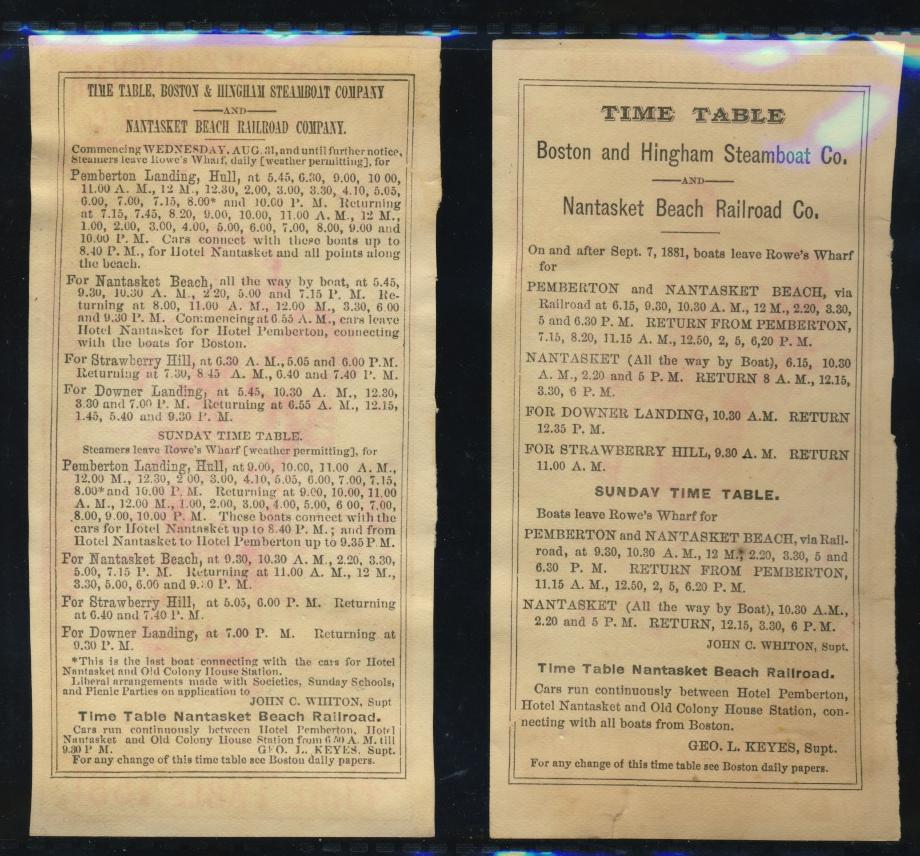 TIME TABLE, BOSTON & HINGHAM STEAMBOAT COMPANY
—AND—
NANTASKET BEACH RAILROAD COMPANY.
Commencing WEDNESDAY, AUG. 31, and until further notice,
Steamers leave Rowe's Wharf, daily [weather permitting], for
Pemberton Landing, Hull, at 5.45, 6.30, 9.00, 10 00,
11.00 A. M., 12 M., 12.30, 2.00, 3.00, 3.30, 4.10, 5.05,
6.00, 7.00, 7.15, 8.00* and 10.00 P. M. Returning
at 7.15, 7.45, 8.20, 9.00, 10.00, 11.00 A. M., 12 M.,
1.00, 2.00, 3.00, 4.00, 5.00, 6.00, 7.00, 8.00, 9.00 and
10.00 P. M. Cars connect with these boats up to
8.40 P. M., for Hotel Nantasket and all points along
the beach.
For Nantasket Beach, all the way by boat, at 5.45,
9.30, 10.30 A. M., 2 20, 5.00 and 7.15 P. M. Re-
turning at 8.00, 11.00 A. M., 12.00 M., 3.30, 6 00
and 9.30 P. M. Commencing at 6 55 A. M., cars leave
Hotel Nantasket for Hotel Pemberton, connecting
with the boats for Boston.
For Strawberry Hill, at 6.30 A. M., 5.05 and 6.00 P.M.
Returning at 7.30, 8.45 A. M., 6.40 and 7.40 P. M.
For Downer Landing, at 5.45, 10.30 A. M., 12.30,
3.30 and 7.00 P. M. Returning at 6.55 A. M., 12.15,
1.45, 5.40 and 9.30 P. M.
SUNDAY TIME TABLE.
Steamers leave Rowe's Wharf [weather permitting], for
Pemberton Landing, Hull, at 9.00, 10.00, 11.00 A. M.,
12.00 M., 12.30, 2 00, 3.00, 4.10, 5.05, 6.00, 7.00, 7.15,
8.00* and 10.00 P. M. Returning at 9.00, 10.00, 11.00
A. M., 12.00 M., 1.00, 2.00, 3.00, 4.00, 5.00, 6 00, 7.00,
8.00, 9.00, 10.00 P. M. These boats connect with the
cars for Hotel Nantasket up to 8.40 P. M.; and from
Hotel Nantasket to Hotel Pemberton up to 9.35 P. M.
For Nantasket Beach, at 9.30, 10.30 A. M., 2.20, 3.30,
5.00, 7.15 P. M. Returning at 11.00 A. M., 12 M.,
3.30, 5.00, 6.00 and P. M.
For Strawberry Hill, at 5.05, 6.00 P. M. Returning
at 6.40 and 7.40 P. M.
For Downer Landing, at 7.00 P. M. Returning at
9.30 P. M.
*This is the last boat connecting with the cars for Hotel
Nantasket and Old Colony House Station.
Liberal arrangements made with Societies, Sunday Schools,
and Picnic Parties on application to
JOHN C. WHITON, Supt
Time Table Nantasket Beach Railroad.
Cars run continuously between Hotel Pemberton, Hotel
Nantasket and Old Colony House Station from 6 50 A. M. till
9.30 P M. GEO. L. KEYES, Supt.
For any change of this time table see Boston daily papers.
TIME TABLE
Boston and Hingham Steamboat Co.
—AND—
Nantasket Beach Railroad Co.
On and after Sept. 7, 1881, boats leave Rowe's Wharf
for
PEMBERTON and NANTASKET BEACH, via
Railroad at 6.15, 9.30, 10.30 A. M., 12 M., 2.20, 3.30,
5 and 6.30 P. M. RETURN FROM PEMBERTON,
7.15, 8.20, 11.15 A. M., 12.50, 2, 5, 6,20 P. M.
NANTASKET (All the way by Boat), 6.15, 10.30
A. M., 2.20 and 5 P. M. RETURN 8 A. M., 12.15,
3.30, 6 P. M.
FOR DOWNER LANDING, 10.30 A.M. RETURN
12.35 P. M.
FOR STRAWBERRY HILL, 9.30 A. M. RETURN
11.00 A. M.
SUNDAY TIME TABLE.
Boats leave Rowe's Wharf for
PEMBERTON and NANTASKET BEACH, via Rail-
road, at 9.30, 10.30 A. M., 12 M., 2.20, 3.30, 5 and
6.30 P. M. RETURN FROM PEMBERTON,
11.15 A. M., 12.50, 2, 5, 6.20 P. M.
NANTASKET (All the way by Boat), 10.30 A.M.,
2.20 and 5 P. M. RETURN, 12.15, 3.30, 6 P. M.
JOHN C. WHITON, Supt.
Time Table Nantasket Beach Railroad.
Cars run continuously between Hotel Pemberton,
Hotel Nantasket and Old Colony House Station, con-
necting with all boats from Boston.
GEO. L. KEYES, Supt.
For any change of this time table see Boston daily papers.